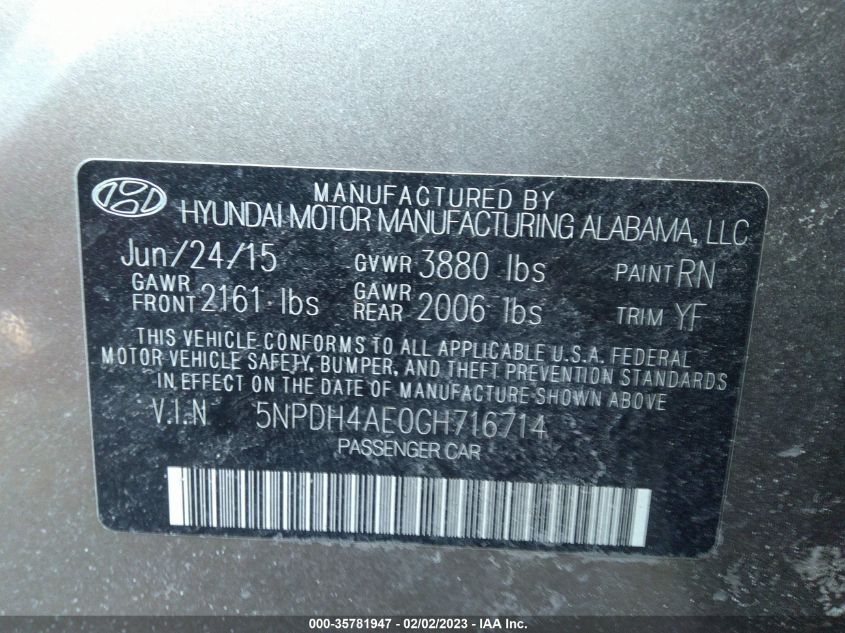 MANUFACTURED BY
HYUNDAI MOTOR MANUFACTURING ALABAMA, LLC
Jun/24/15 GVWR 3880 lbs PAINT RN
GAWR FRONT 2161 lbs GAWR REAR 2006 lbs TRIM YF
THIS VEHICLE CONFORMS TO ALL APPLICABLE U.S.A. FEDERAL
MOTOR VEHICLE SAFETY, BUMPER, AND THEFT PREVENTION STANDARDS
IN EFFECT ON THE DATE OF MANUFACTURE SHOWN ABOVE
V.I.N 5NPDH4AE0GH716714
PASSENGER CAR
000-35781947 - 02/02/2023 - IAA Inc.